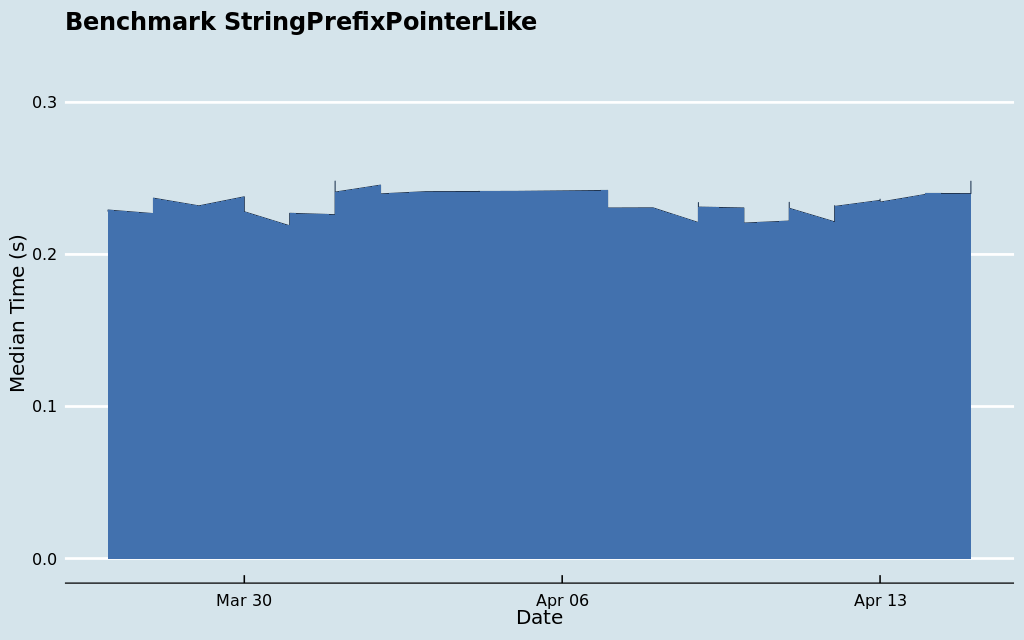 Benchmark StringPrefixPointerLike
0.3
0.2
0.1
0.0
Median Time (s)
Mar 30
Apr 06
Apr 13
Date